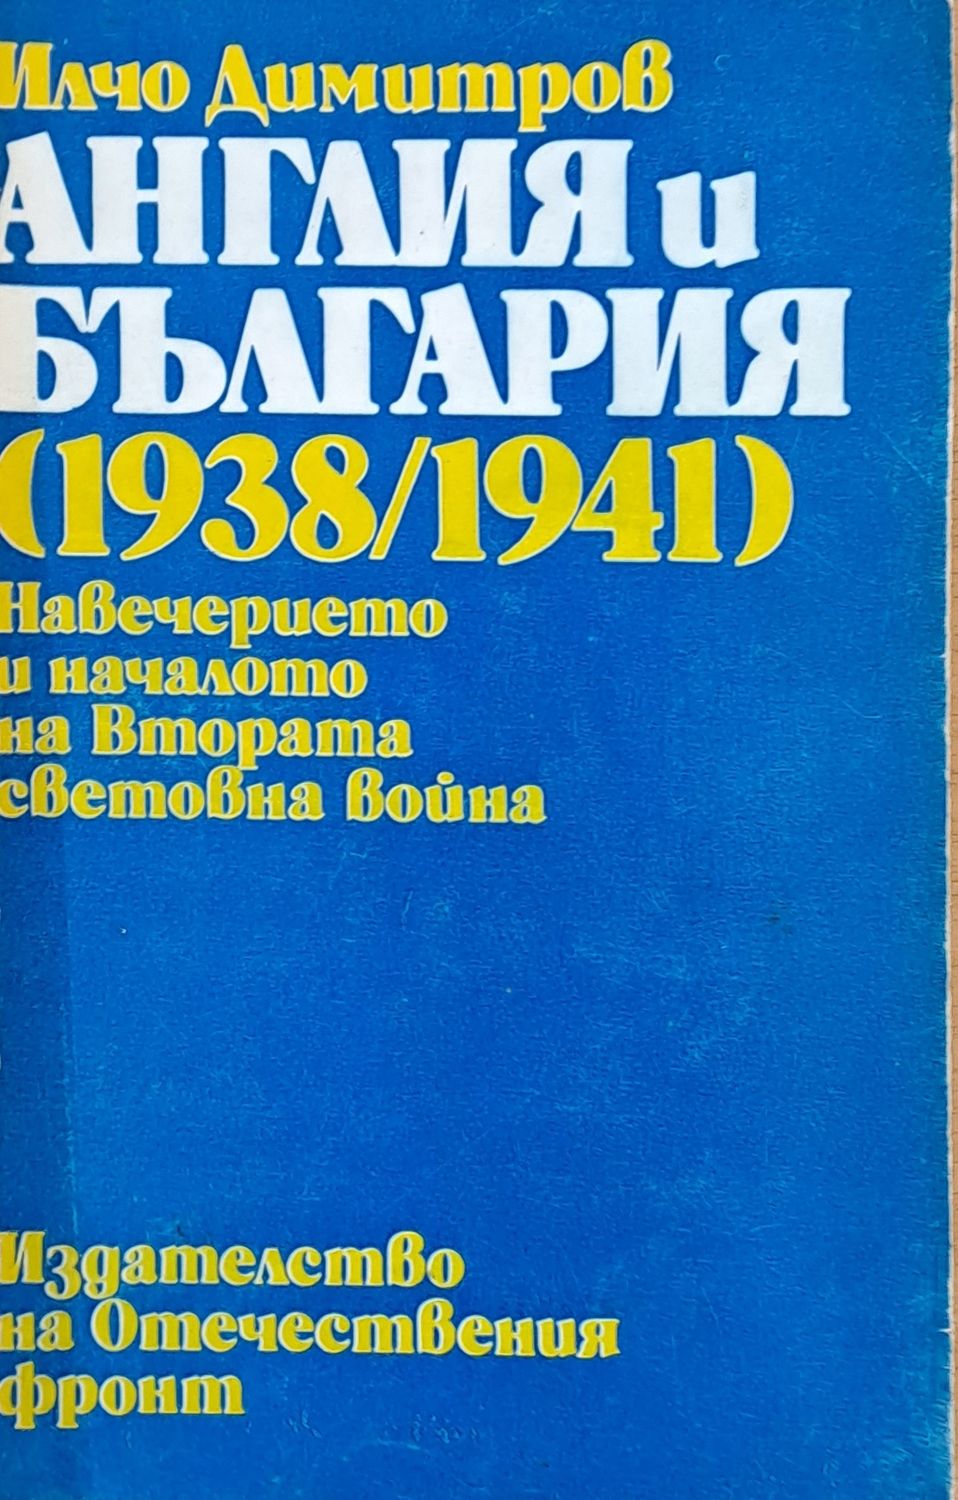 Илчо Димитров
АНГЛИЯ и
БЪЛГАРИЯ
(1938/1941)
Навечерието
и началото
на Втората
световна война
Издателство
на Отечествения
фронт